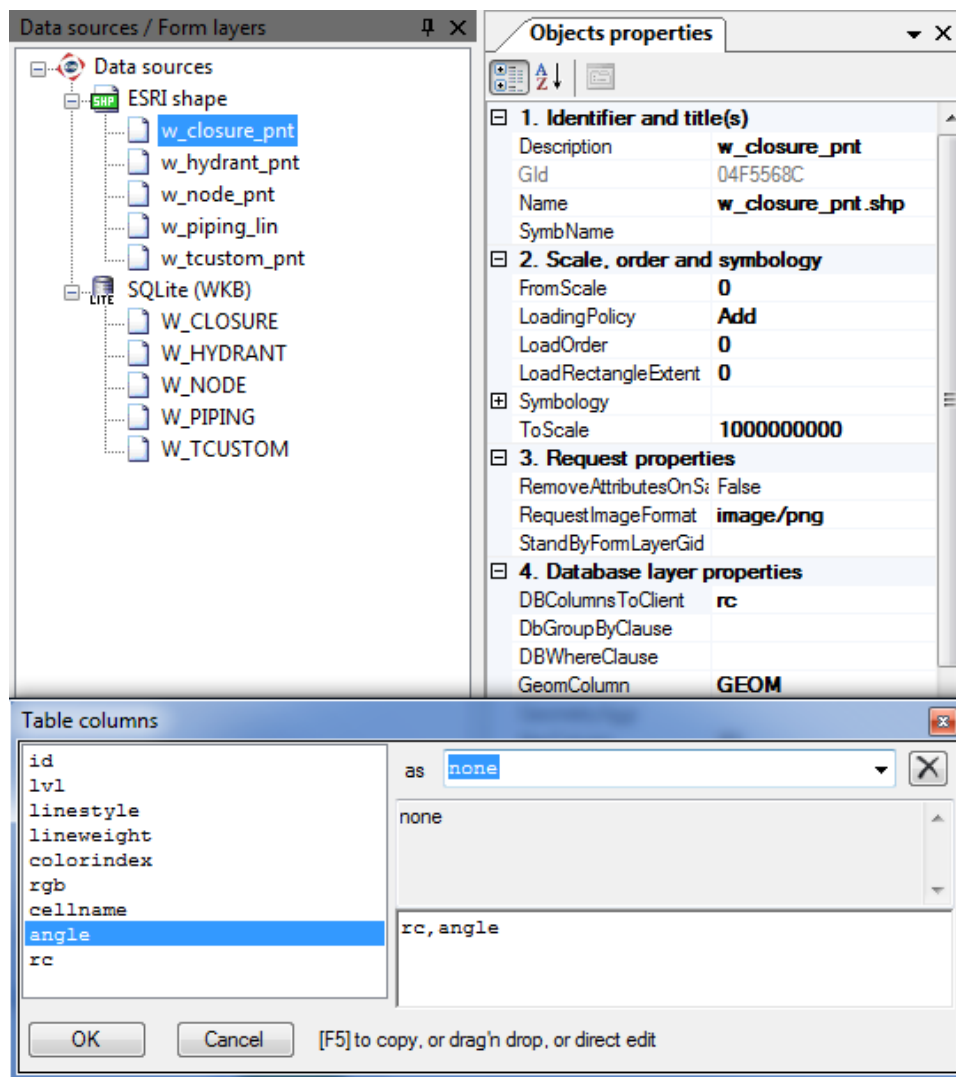 Data sources / Form layers
Data sources
ESRI shape
w_closure_pnt
w_hydrant_pnt
w_node_pnt
w_piping_lin
w_tcustom_pnt
SQLite (WKB)
W_CLOSURE
W_HYDRANT
W_NODE
W_PIPING
W_TCUSTOM
SHP
LITE
Objects properties
A
Z
1. Identifier and title(s)
Description w_closure_pnt
GId 04F5568C
Name w_closure_pnt.shp
SymbName
2. Scale, order and symbology
FromScale 0
LoadingPolicy Add
LoadOrder 0
LoadRectangleExtent 0
Symbology
ToScale 1000000000
3. Request properties
RemoveAttributesOnSa False
RequestImageFormat image/png
StandByFormLayerGid
4. Database layer properties
DBColumnsToClient rc
DbGroupByClause
DBWhereClause
GeomColumn GEOM
Table columns
id
lvl
linestyle
lineweight
colorindex
rgb
cellname
angle
rc
as none
none
rc,angle
OK Cancel [F5] to copy, or drag'n drop, or direct edit